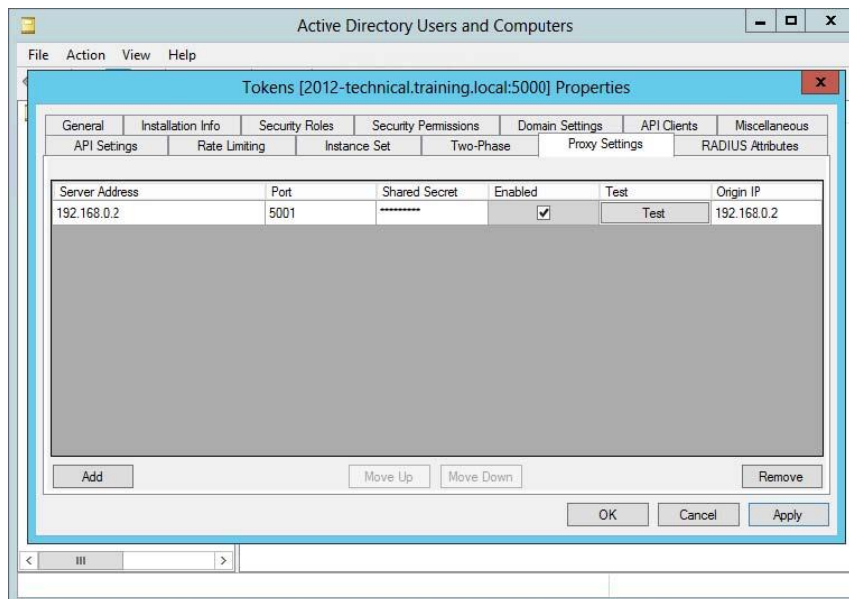 Active Directory Users and Computers
File Action View Help
Tokens [2012-technical.training.local:5000] Properties
General Installation Info Security Roles Security Permissions Domain Settings API Clients Miscellaneous
API Settings Rate Limiting Instance Set Two-Phase Proxy Settings RADIUS Attributes
Server Address Port Shared Secret Enabled Test Origin IP
192.168.0.2 5001 ********* Test 192.168.0.2
Add Move Up Move Down Remove
OK Cancel Apply